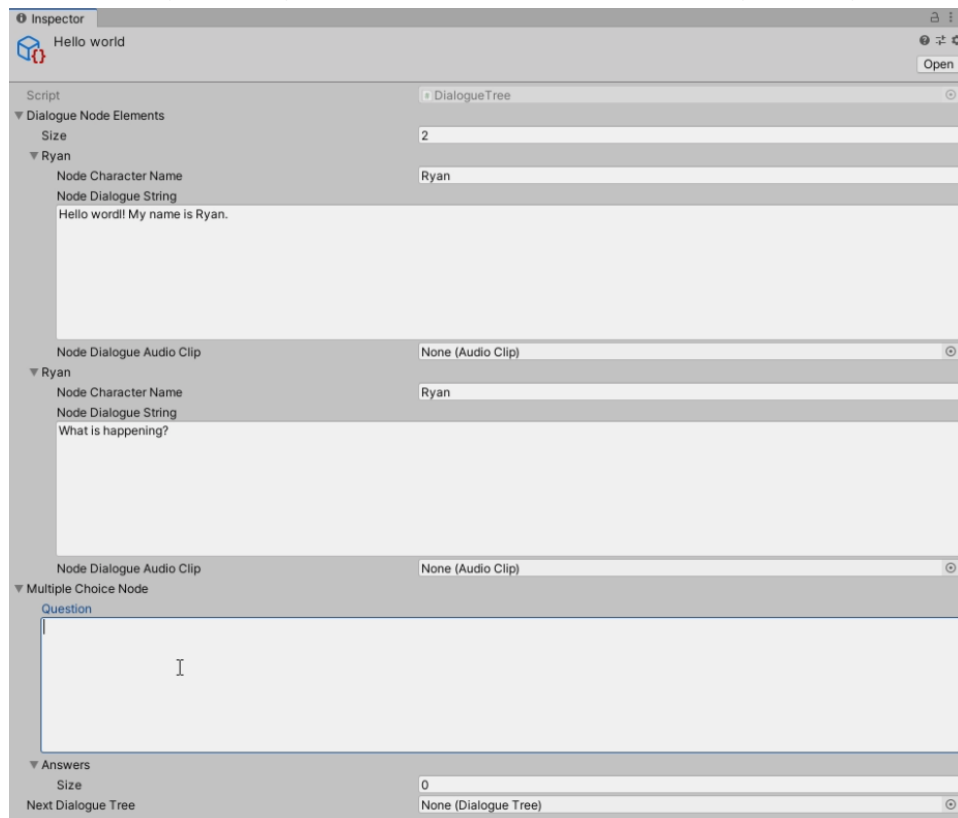 Inspector
Hello world
Open
Script DialogueTree
Dialogue Node Elements
Size 2
Ryan
Node Character Name Ryan
Node Dialogue String
Hello wordl! My name is Ryan.
Node Dialogue Audio Clip None (Audio Clip)
Ryan
Node Character Name Ryan
Node Dialogue String
What is happening?
Node Dialogue Audio Clip None (Audio Clip)
Multiple Choice Node
Question
Answers
Size 0
Next Dialogue Tree None (Dialogue Tree)